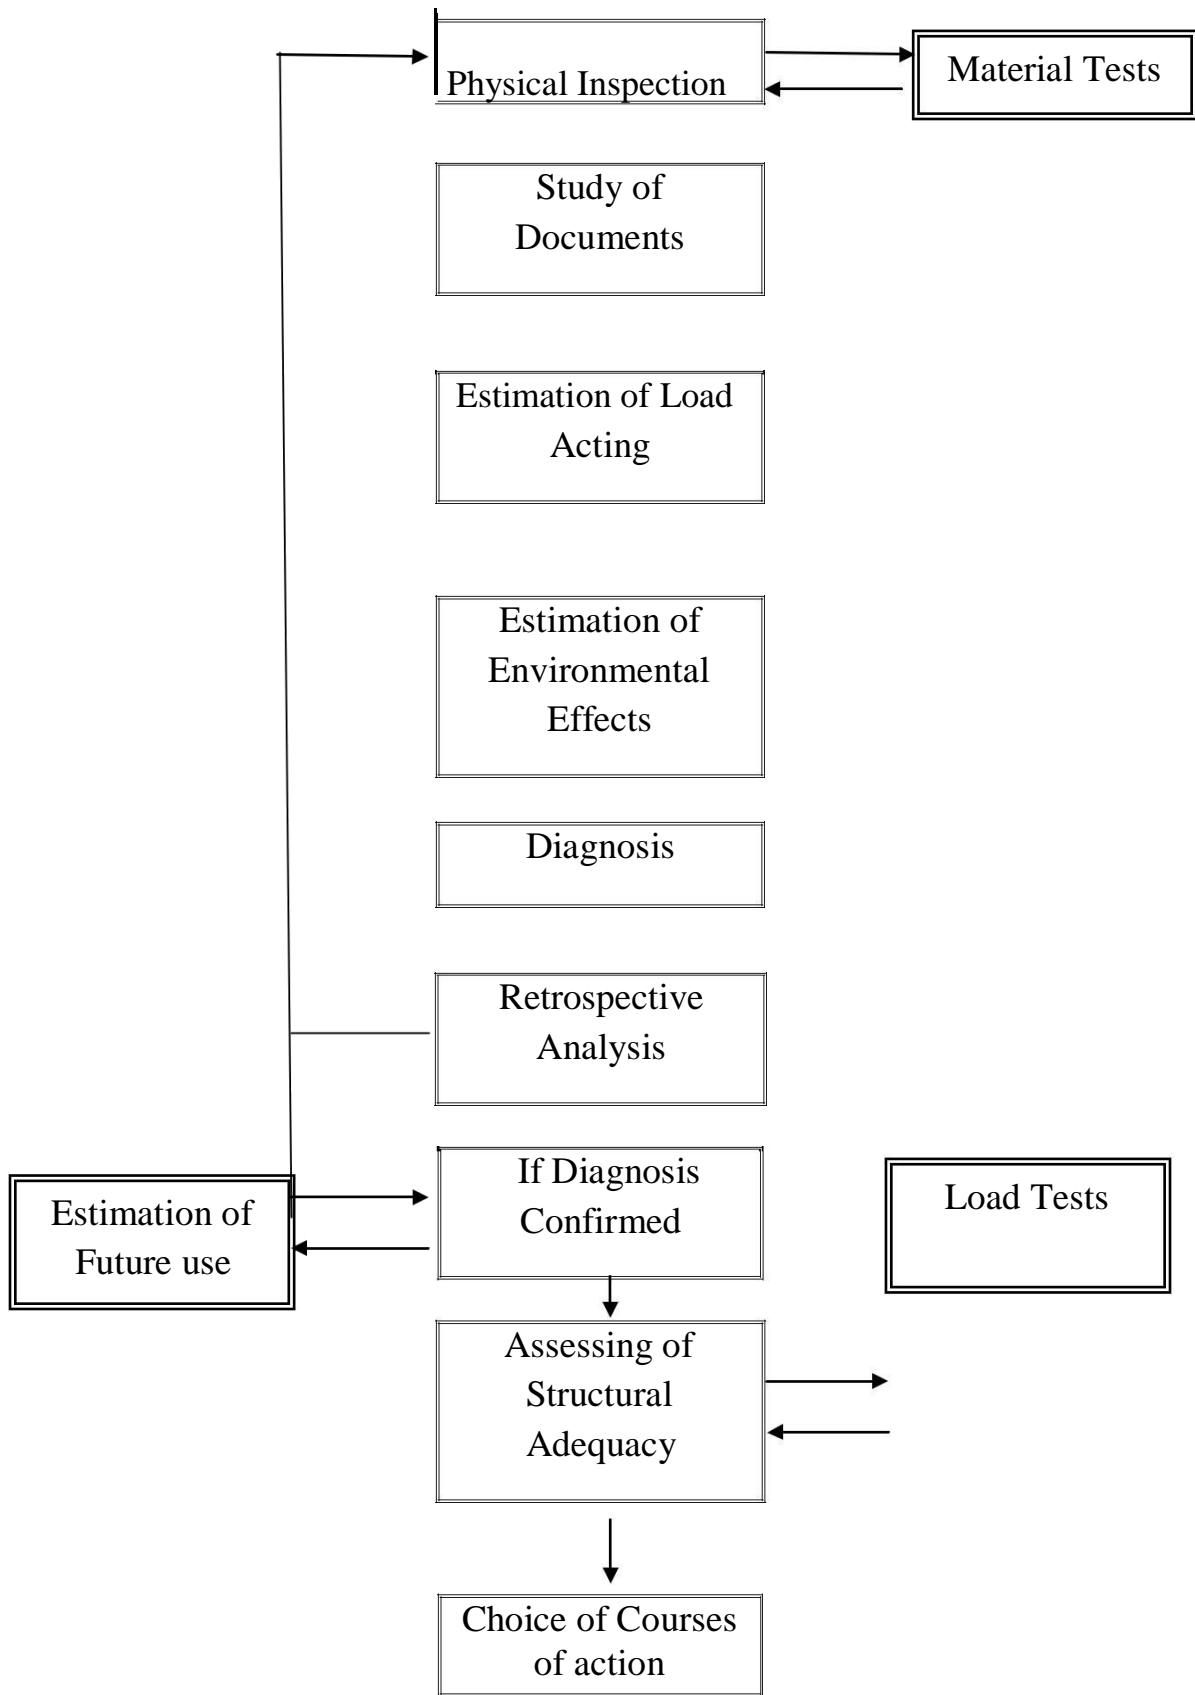 Physical Inspection
Material Tests
Study of
Documents
Estimation of Load
Acting
Estimation of
Environmental
Effects
Diagnosis
Retrospective
Analysis
If Diagnosis
Confirmed
Estimation of
Future use
Load Tests
Assessing of
Structural
Adequacy
Choice of Courses
of action